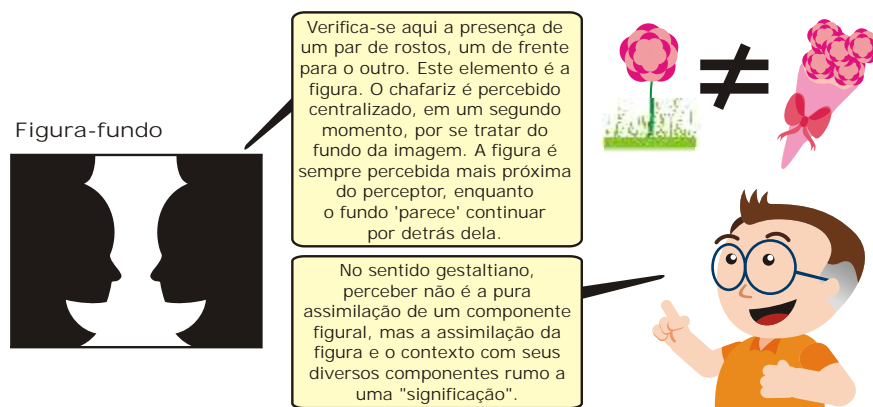 Figura-fundo
Verifica-se aqui a presença de
um par de rostos, um de frente
para o outro. Este elemento é a
figura. O chafariz é percebido
centralizado, em um segundo
momento, por se tratar do
fundo da imagem. A figura é
sempre percebida mais próxima
do perceptor, enquanto
o fundo 'parece' continuar
por detrás dela.
≠
No sentido gestaltiano,
perceber não é a pura
assimilação de um componente
figural, mas a assimilação da
figura e o contexto com seus
diversos componentes rumo a
uma "significação".